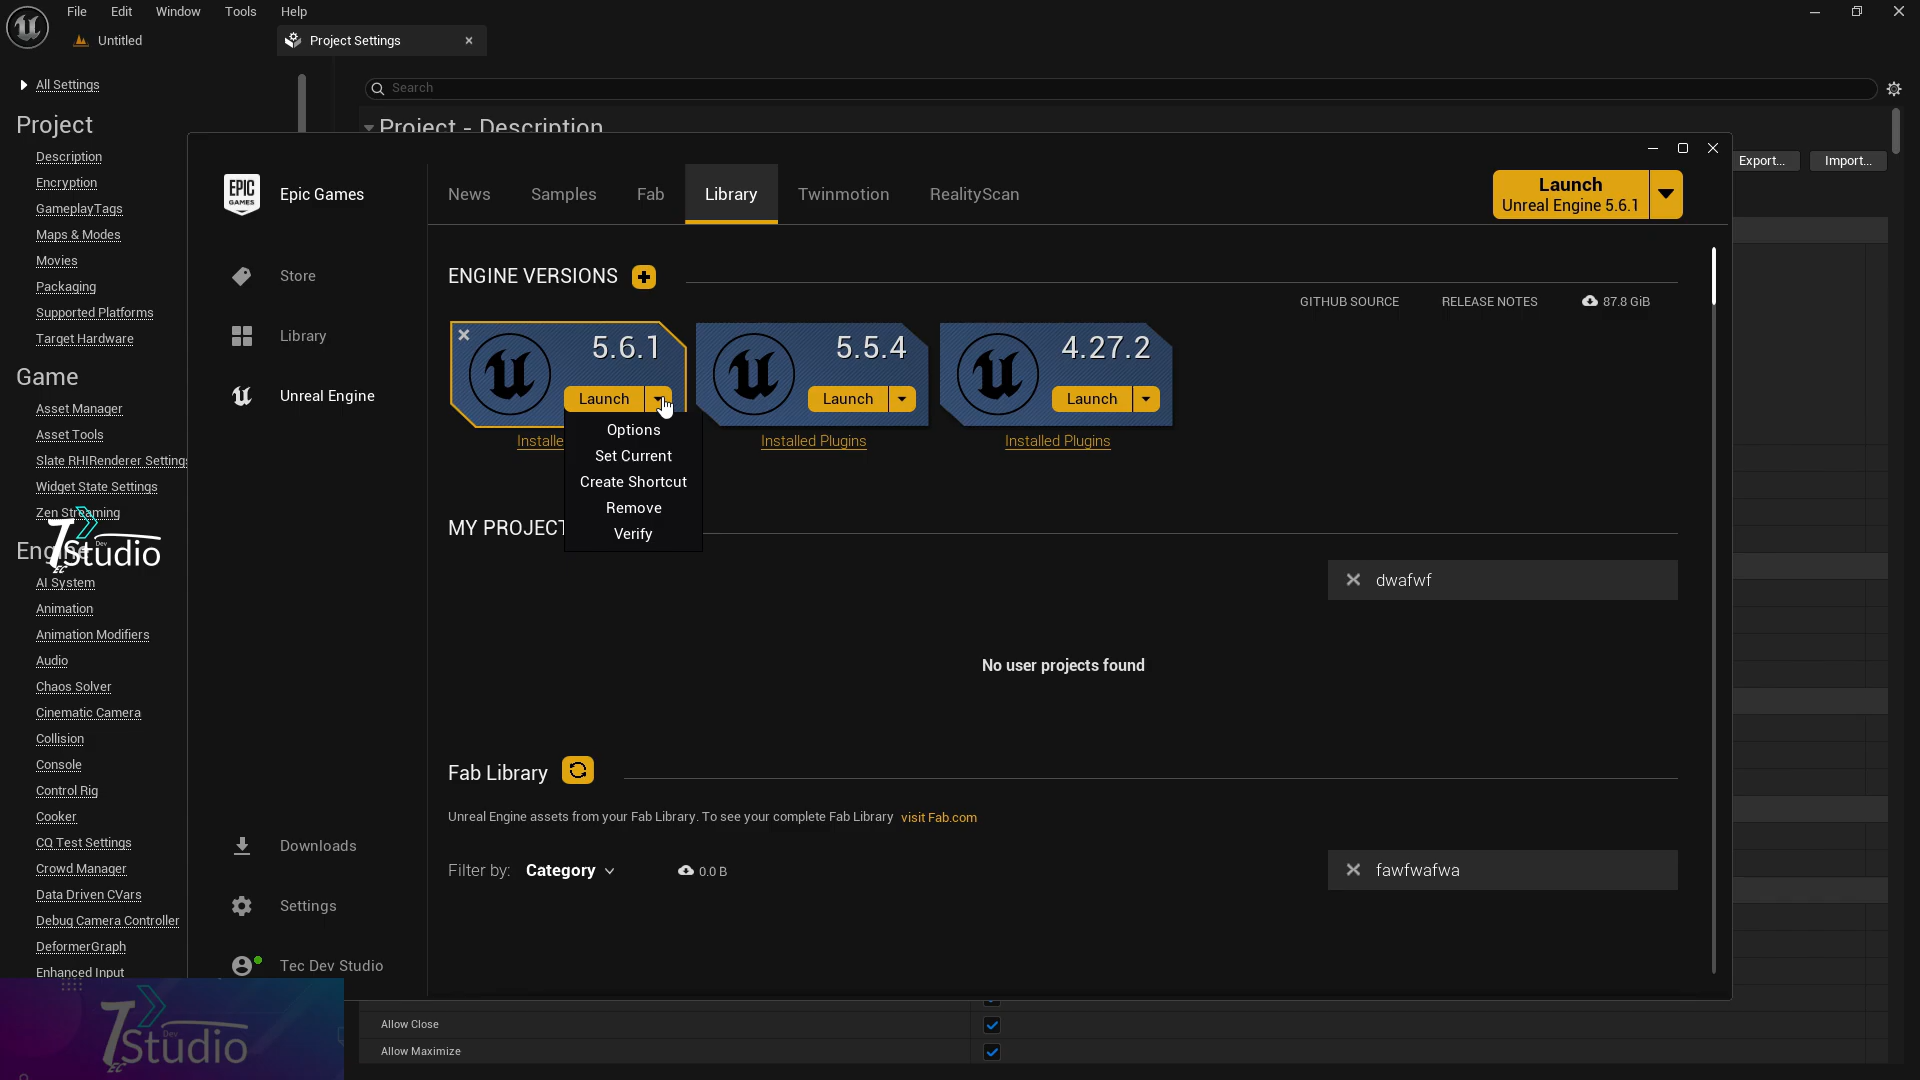 File Edit Window Tools Help
Untitled
Project Settings
All Settings
Search
Project
Project - Description
Description
Export...
Import...
Encryption
GameplayTags
Maps & Modes
Movies
Packaging
Supported Platforms
Target Hardware
Game
Asset Manager
Asset Tools
Slate RHIRenderer Settings
Widget State Settings
Zen Streaming
Engine
AI System
Animation
Animation Modifiers
Audio
Chaos Solver
Cinematic Camera
Collision
Console
Control Rig
Cooker
CQ Test Settings
Crowd Manager
Data Driven CVars
Debug Camera Controller
DeformerGraph
Enhanced Input
EPIC
GAMES
Epic Games
Store
Library
Unreal Engine
Downloads
Settings
Tec Dev Studio
News Samples Fab Library Twinmotion RealityScan
Launch
Unreal Engine 5.6.1
ENGINE VERSIONS
GITHUB SOURCE RELEASE NOTES 87.8 GiB
5.6.1
Launch
Installe
5.5.4
Launch
Installed Plugins
4.27.2
Launch
Installed Plugins
Options
Set Current
Create Shortcut
Remove
Verify
MY PROJECT
dwafwf
No user projects found
Fab Library
Unreal Engine assets from your Fab Library. To see your complete Fab Library visit Fab.com
Filter by: Category 0.0 B
fawfwafwa
Allow Close
Allow Maximize
TEC Dev Studio
TEC Dev Studio